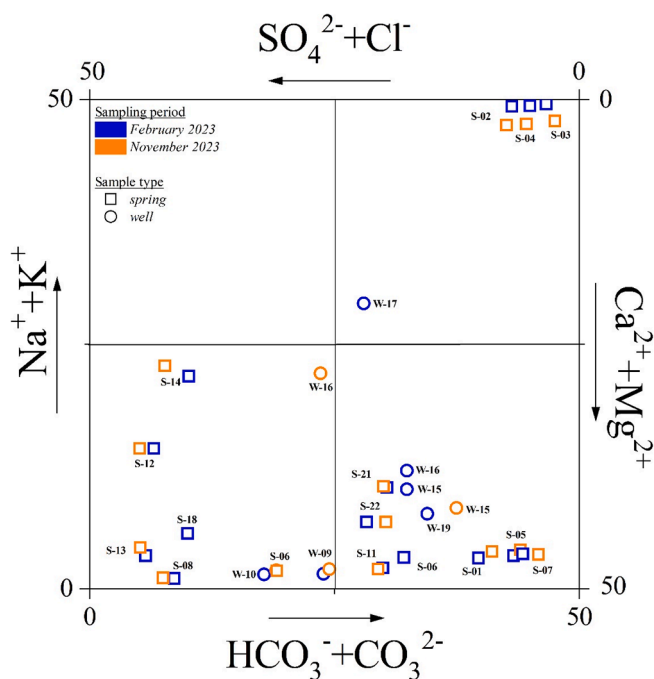 SO₄²⁻+Cl⁻
50
0
50
0
Sampling period
February 2023
November 2023
Sample type
spring
well
S-02
S-04
S-03
W-17
Na⁺+K⁺
Ca²⁺+Mg²⁺
S-14
W-16
S-12
S-21
W-16
W-15
S-22
W-19
W-15
S-18
S-13
S-08
W-10
S-06
W-09
S-11
S-06
S-01
S-05
S-07
0
50
0
50
HCO₃⁻+CO₃²⁻